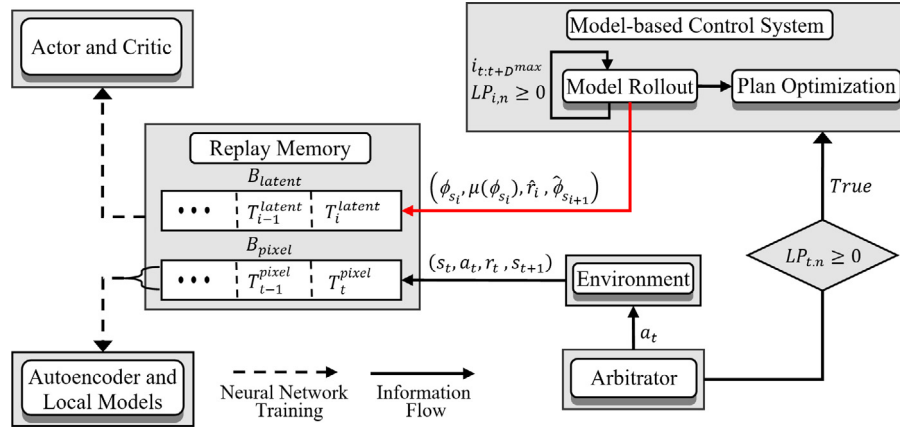 Actor and Critic
Model-based Control System
i_{t:t+D^{max}}
LP_{i,n} ≥ 0
Model Rollout
Plan Optimization
Replay Memory
B_{latent}
• • • T_{i-1}^{latent} T_i^{latent}
(ϕ_{s_i}, μ(ϕ_{s_i}), r̂_i , ϕ̂_{s_{i+1}})
True
B_{pixel}
• • • T_{t-1}^{pixel} T_t^{pixel}
(s_t, a_t, r_t , s_{t+1})
LP_{t.n} ≥ 0
Environment
a_t
Autoencoder and
Local Models
Arbitrator
Neural Network
Training
Information
Flow